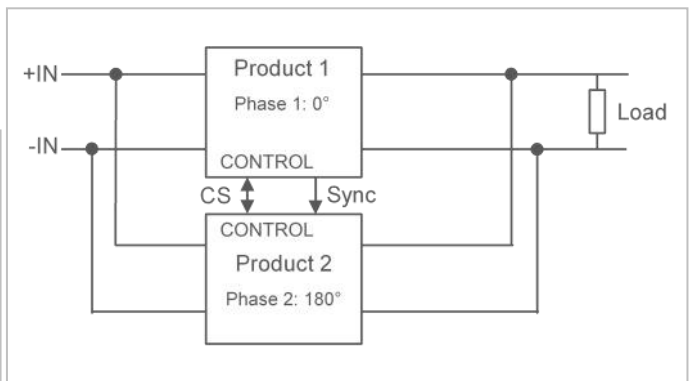 +IN
Product 1
Phase 1: 0°
Load
-IN
CONTROL
CS
Sync
CONTROL
Product 2
Phase 2: 180°